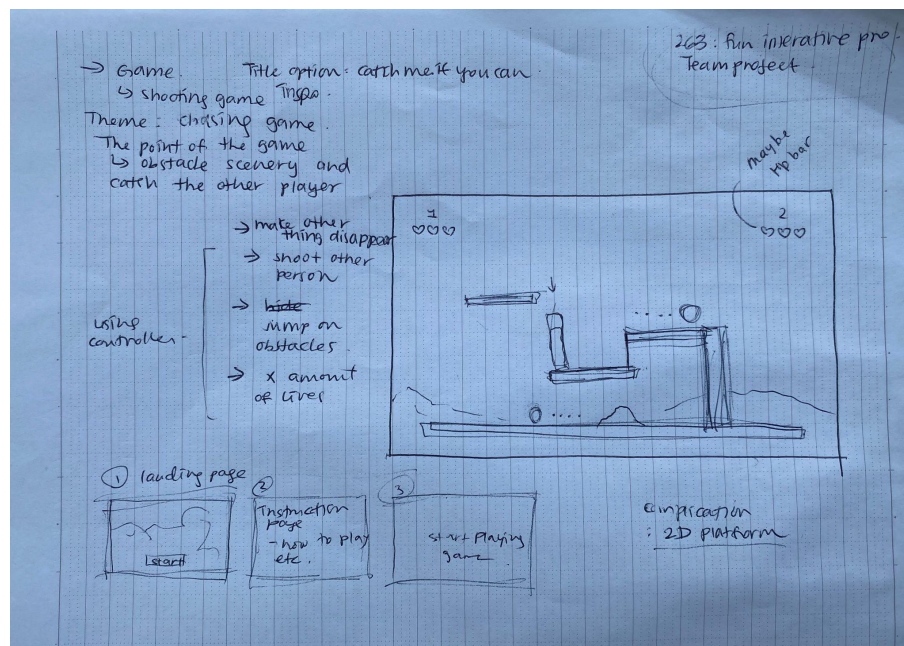 263: fun interative pro
Team project.
→ Game. Title option: catch me if you can.
↳ shooting game inspo.
Theme: chasing game.
The point of the game
↳ obstacle scenery and
catch the other player
maybe
Hp bar
1
♡♡♡
2
♡♡♡
→ make other
thing disappear
→ shoot other
person
→ hide
jump on
obstacles.
→ x amount
of lives
using
controller -
① landing page
start
②
Instruction
page
- how to play
etc.
③
start playing
game.
: 2D platform